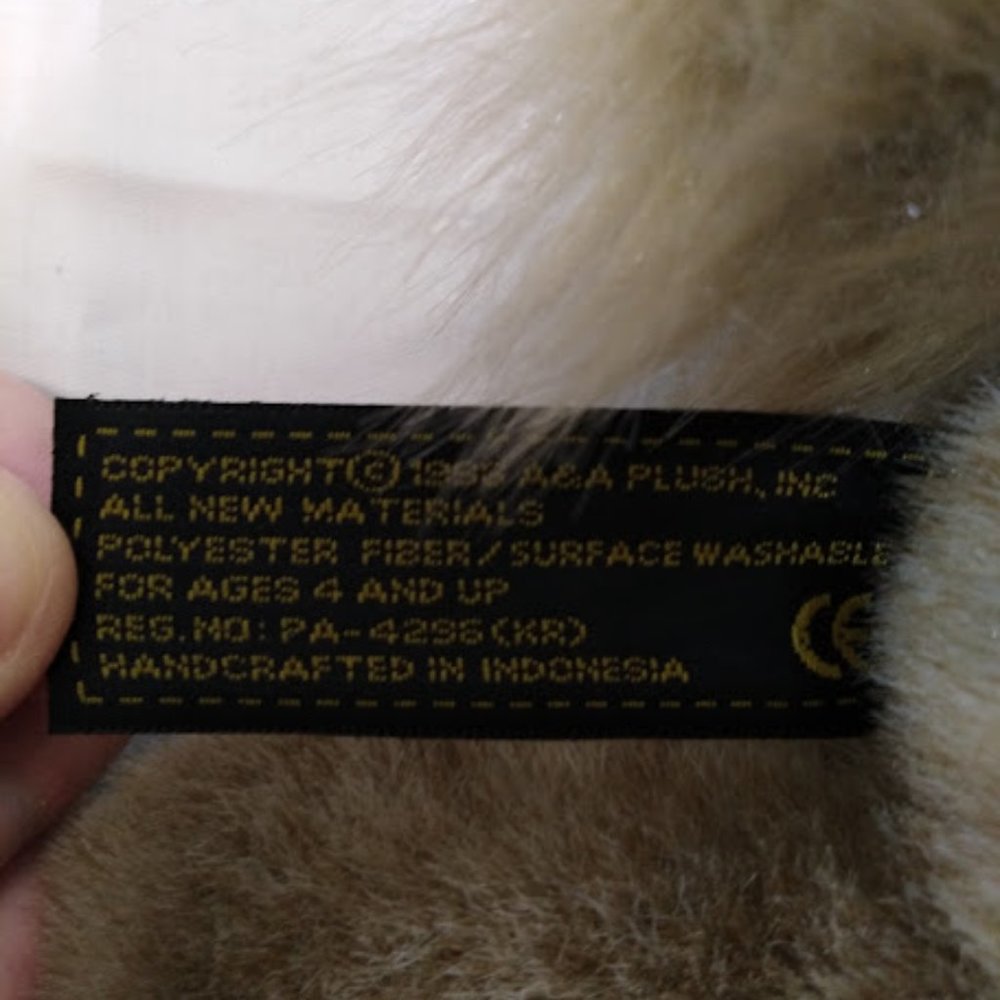 COPYRIGHT © A&A PLUSH, INC
ALL NEW MATERIALS
POLYESTER FIBER/SURFACE WASHABLE
FOR AGES 4 AND UP
REG.NO: PA-4296(KR)
HANDCRAFTED IN INDONESIA
CE